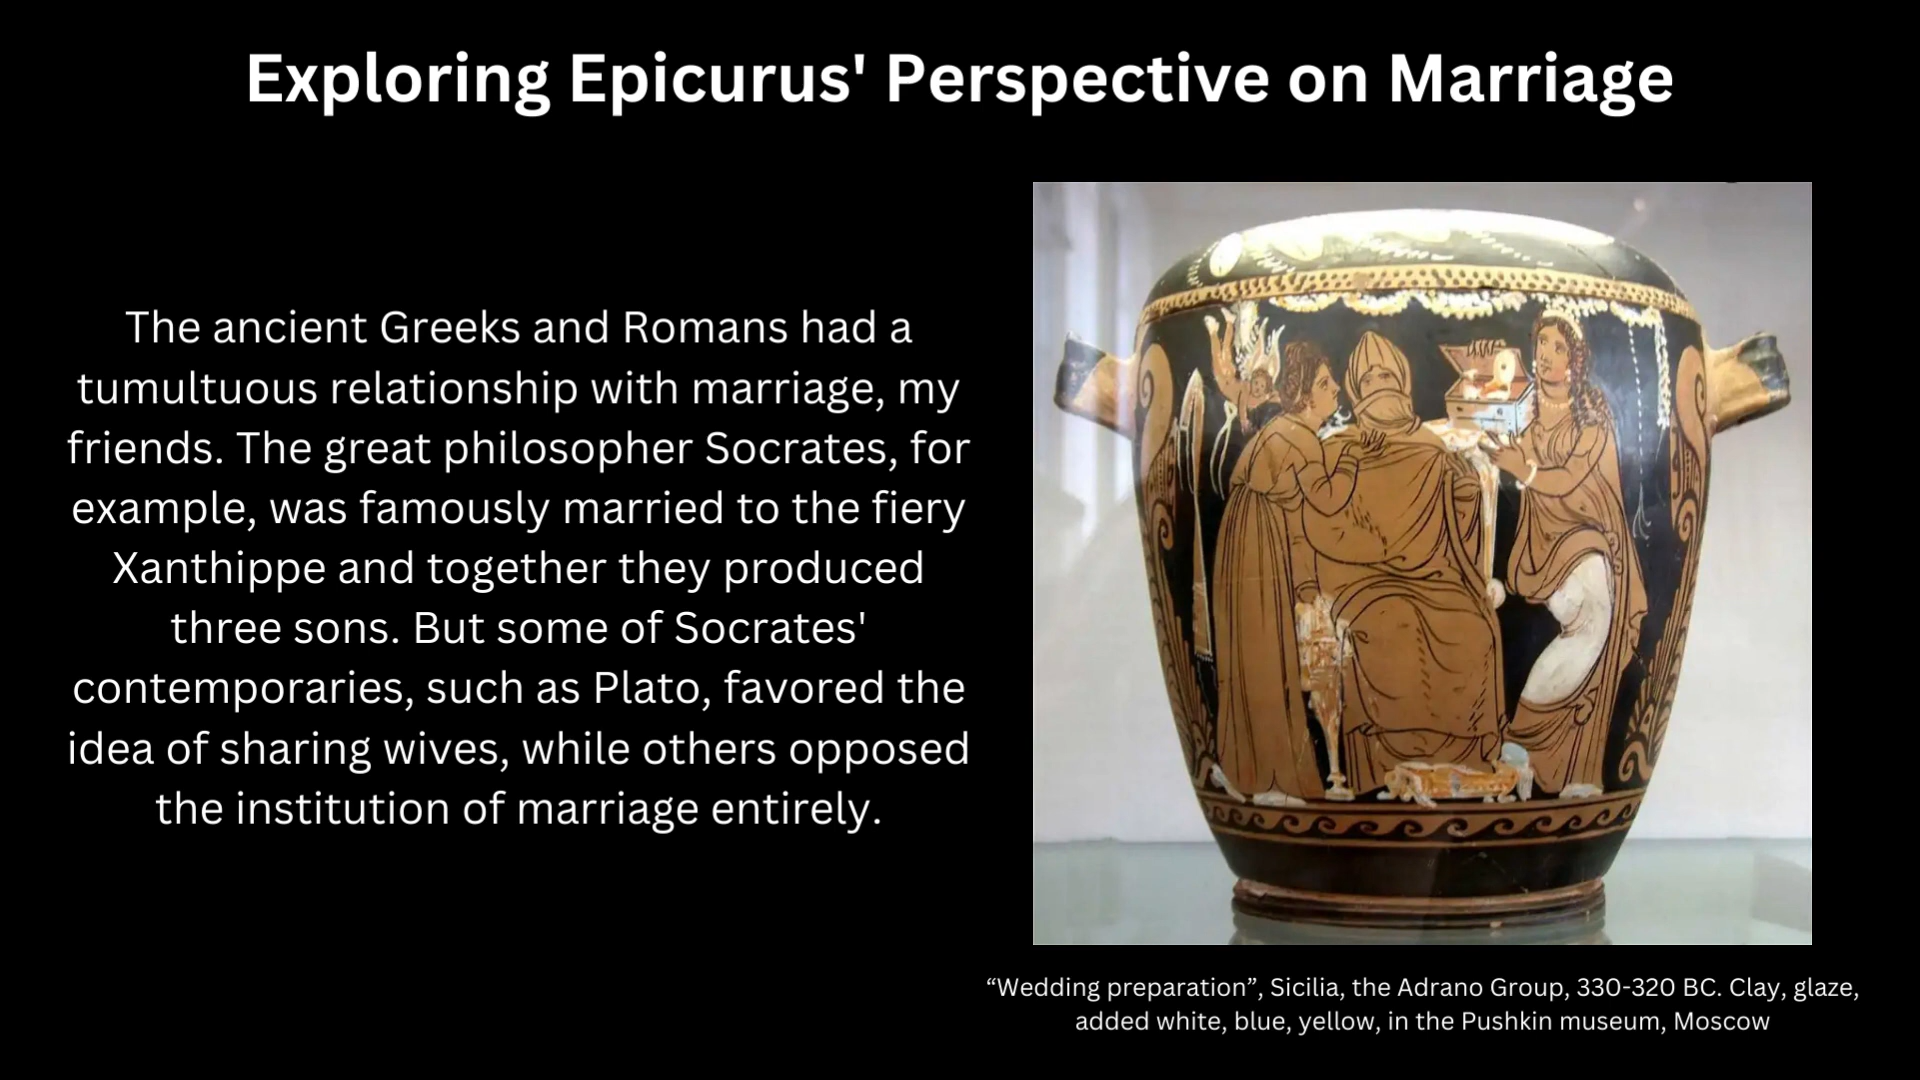 Exploring Epicurus' Perspective on Marriage
The ancient Greeks and Romans had a
tumultuous relationship with marriage, my
friends. The great philosopher Socrates, for
example, was famously married to the fiery
Xanthippe and together they produced
three sons. But some of Socrates'
contemporaries, such as Plato, favored the
idea of sharing wives, while others opposed
the institution of marriage entirely.
“Wedding preparation”, Sicilia, the Adrano Group, 330-320 BC. Clay, glaze,
added white, blue, yellow, in the Pushkin museum, Moscow